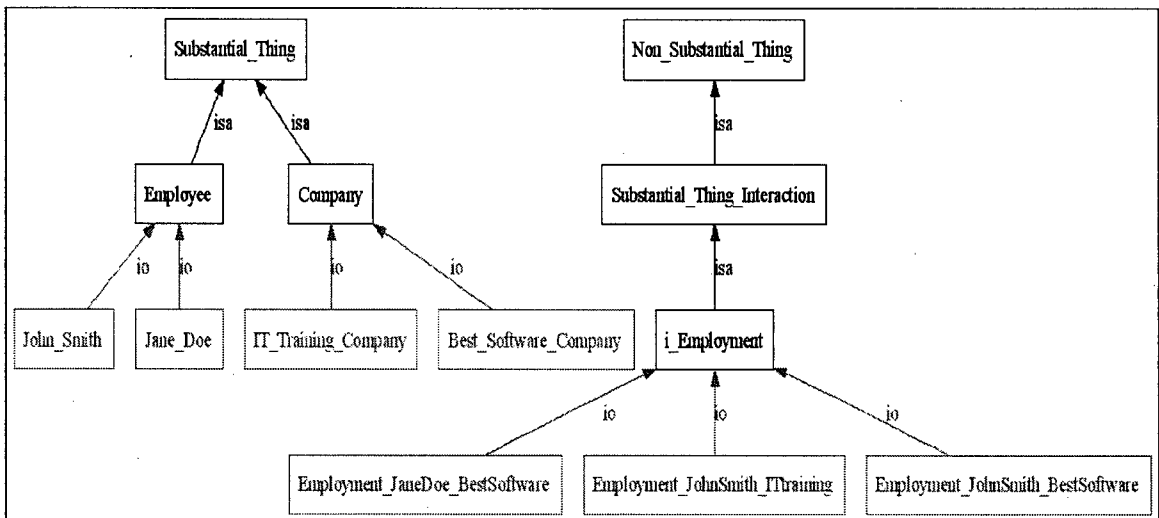 Substantial_Thing Non_Substantial_Thing
isa isa isa
Employee Company Substantial_Thing_Interaction
io io io io isa
John_Smith Jane_Doe IT_Training_Company Best_Software_Company i_Employment
io io io
Employment_JaneDoe_BestSoftware Employment_JohnSmith_ITtraining Employment_JohnSmith_BestSoftware